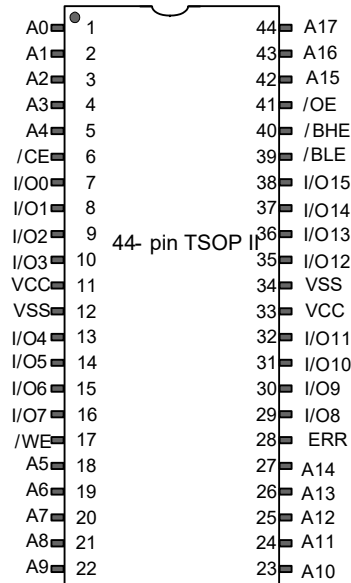 A0 1 44 A17
A1 2 43 A16
A2 3 42 A15
A3 4 41 /OE
A4 5 40 /BHE
/CE 6 39 /BLE
I/O0 7 38 I/O15
I/O1 8 37 I/O14
I/O2 9 36 I/O13
44- pin TSOP II
I/O3 10 35 I/O12
VCC 11 34 VSS
VSS 12 33 VCC
I/O4 13 32 I/O11
I/O5 14 31 I/O10
I/O6 15 30 I/O9
I/O7 16 29 I/O8
/WE 17 28 ERR
A5 18 27 A14
A6 19 26 A13
A7 20 25 A12
A8 21 24 A11
A9 22 23 A10